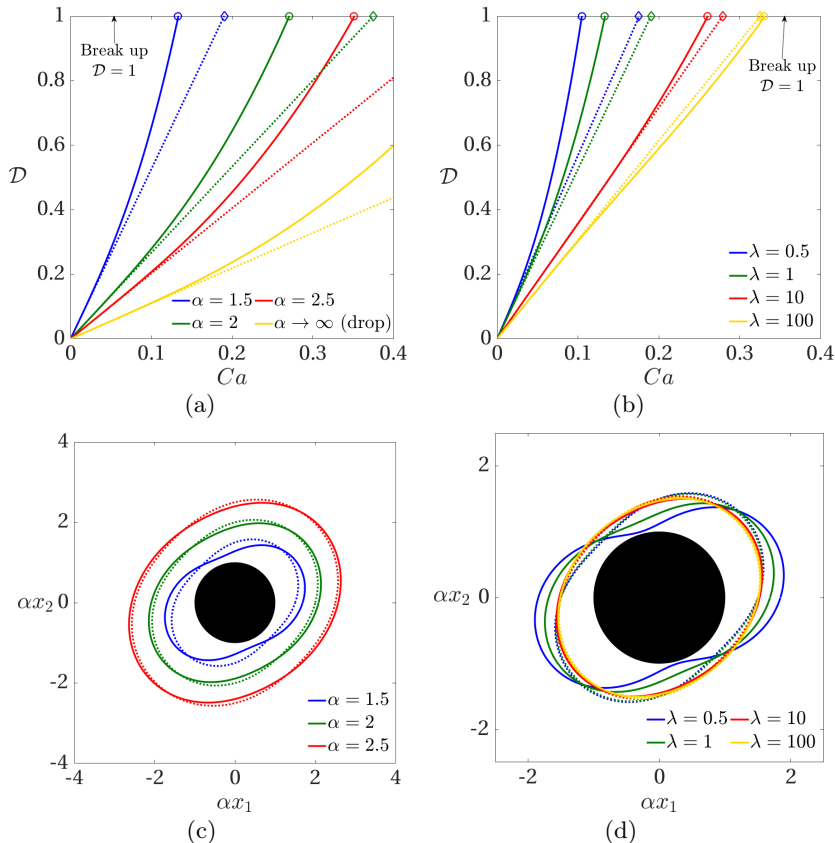 1
0.8
0.6
0.4
0.2
0
𝒟
Break up
𝒟 = 1
α = 1.5
α = 2.5
α = 2
α → ∞ (drop)
0 0.1 0.2 0.3 0.4
Ca
(a)
1
0.8
0.6
0.4
0.2
0
𝒟
Break up
𝒟 = 1
λ = 0.5
λ = 1
λ = 10
λ = 100
0 0.1 0.2 0.3 0.4
Ca
(b)
4
2
0
-2
-4
αx₂
α = 1.5
α = 2
α = 2.5
-4 -2 0 2 4
αx₁
(c)
2
0
-2
αx₂
λ = 0.5
λ = 10
λ = 1
λ = 100
-2 0 2
αx₁
(d)